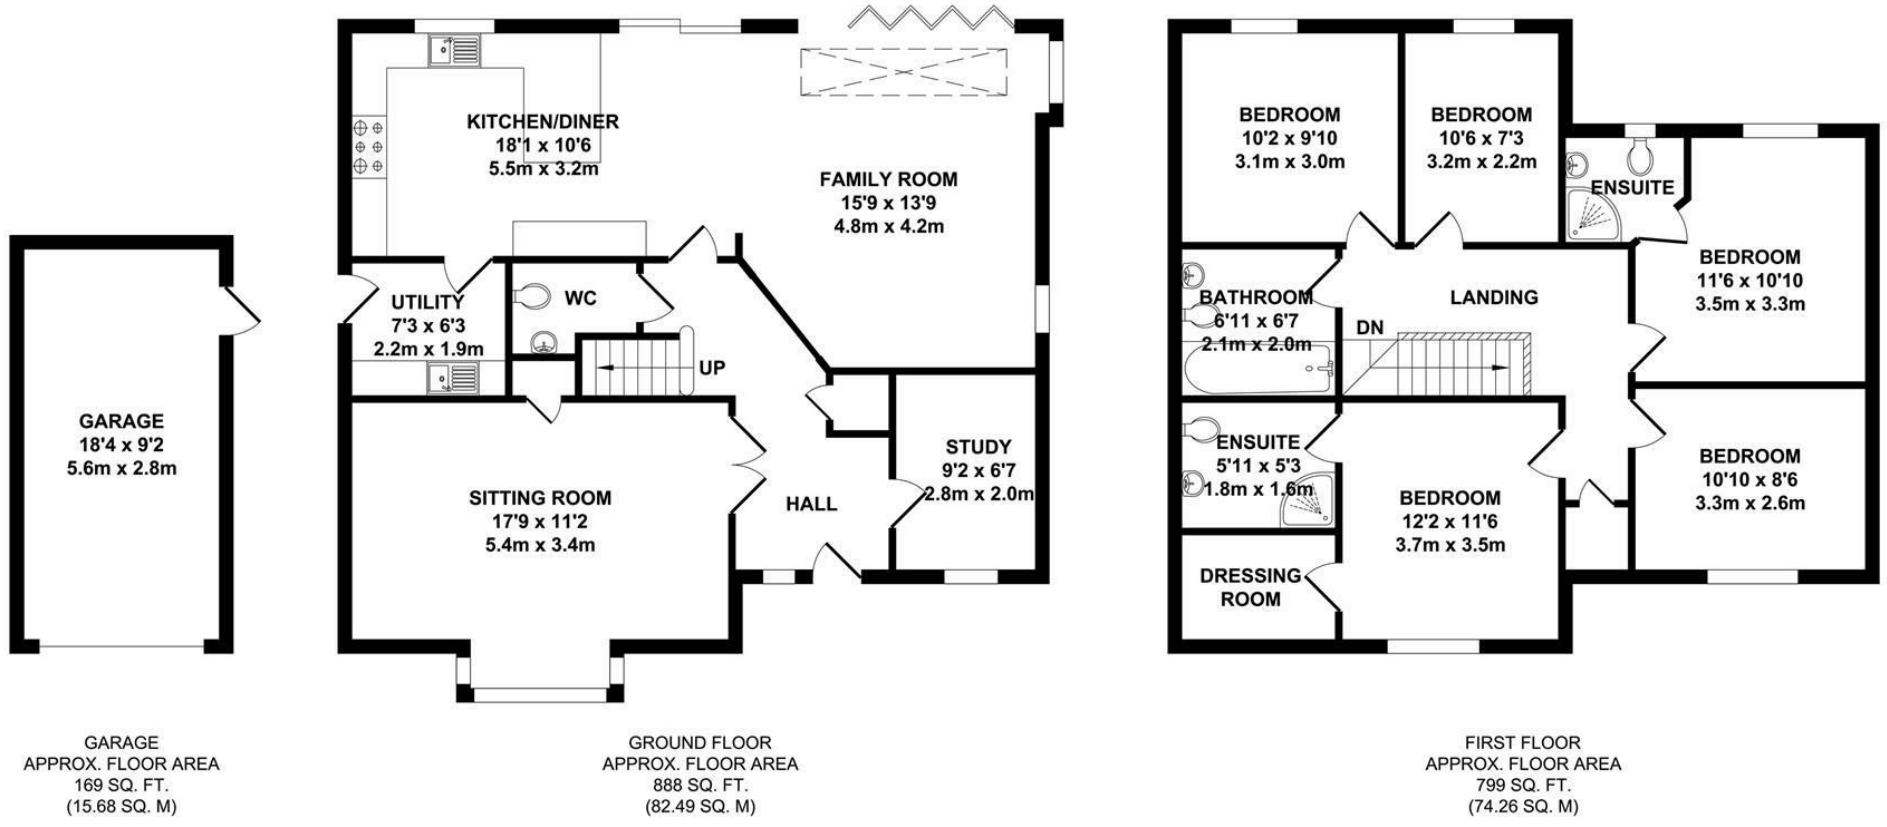 GARAGE
18'4 x 9'2
5.6m x 2.8m
GARAGE
APPROX. FLOOR AREA
169 SQ. FT.
(15.68 SQ. M)
KITCHEN/DINER
18'1 x 10'6
5.5m x 3.2m
FAMILY ROOM
15'9 x 13'9
4.8m x 4.2m
UTILITY
7'3 x 6'3
2.2m x 1.9m
WC
UP
SITTING ROOM
17'9 x 11'2
5.4m x 3.4m
HALL
STUDY
9'2 x 6'7
2.8m x 2.0m
GROUND FLOOR
APPROX. FLOOR AREA
888 SQ. FT.
(82.49 SQ. M)
BEDROOM
10'2 x 9'10
3.1m x 3.0m
BEDROOM
10'6 x 7'3
3.2m x 2.2m
ENSUITE
BEDROOM
11'6 x 10'10
3.5m x 3.3m
BATHROOM
6'11 x 6'7
2.1m x 2.0m
LANDING
DN
ENSUITE
5'11 x 5'3
1.8m x 1.6m
BEDROOM
12'2 x 11'6
3.7m x 3.5m
BEDROOM
10'10 x 8'6
3.3m x 2.6m
DRESSING
ROOM
FIRST FLOOR
APPROX. FLOOR AREA
799 SQ. FT.
(74.26 SQ. M)